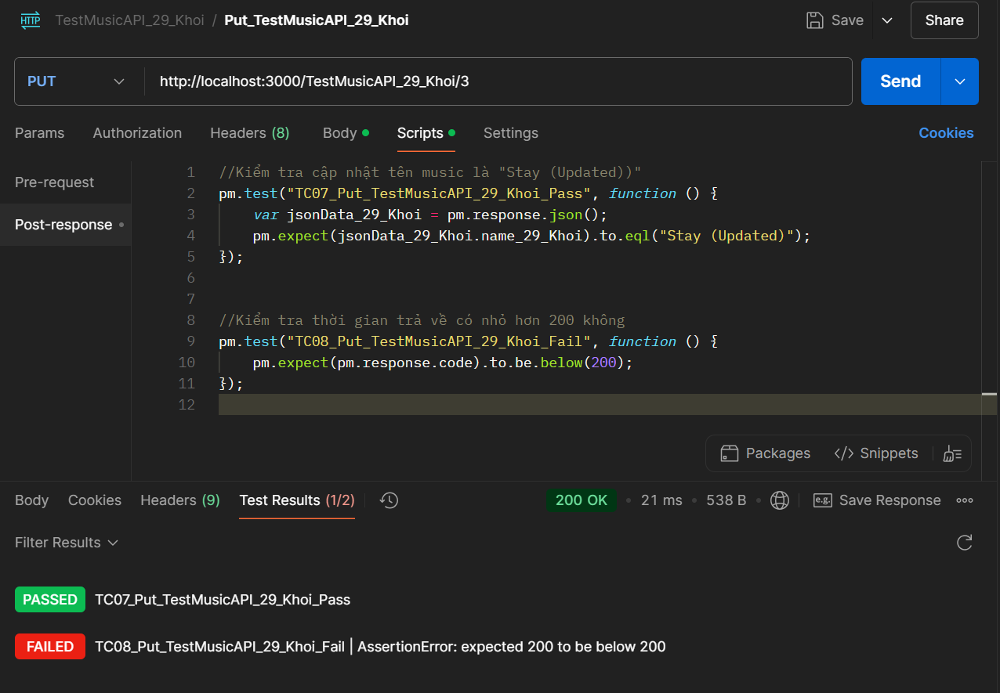 HTTP TestMusicAPI_29_Khoi / Put_TestMusicAPI_29_Khoi Save Share
PUT http://localhost:3000/TestMusicAPI_29_Khoi/3 Send
Params Authorization Headers (8) Body Scripts Settings Cookies
Pre-request
Post-response
1 //Kiểm tra cập nhật tên music là "Stay (Updated))"
2 pm.test("TC07_Put_TestMusicAPI_29_Khoi_Pass", function () {
3 var jsonData_29_Khoi = pm.response.json();
4 pm.expect(jsonData_29_Khoi.name_29_Khoi).to.eql("Stay (Updated)");
5 });
6
7
8 //Kiểm tra thời gian trả về có nhỏ hơn 200 không
9 pm.test("TC08_Put_TestMusicAPI_29_Khoi_Fail", function () {
10 pm.expect(pm.response.code).to.be.below(200);
11 });
12
Packages </> Snippets
Body Cookies Headers (9) Test Results (1/2) 200 OK • 21 ms • 538 B • e.g. Save Response
Filter Results
PASSED TC07_Put_TestMusicAPI_29_Khoi_Pass
FAILED TC08_Put_TestMusicAPI_29_Khoi_Fail | AssertionError: expected 200 to be below 200